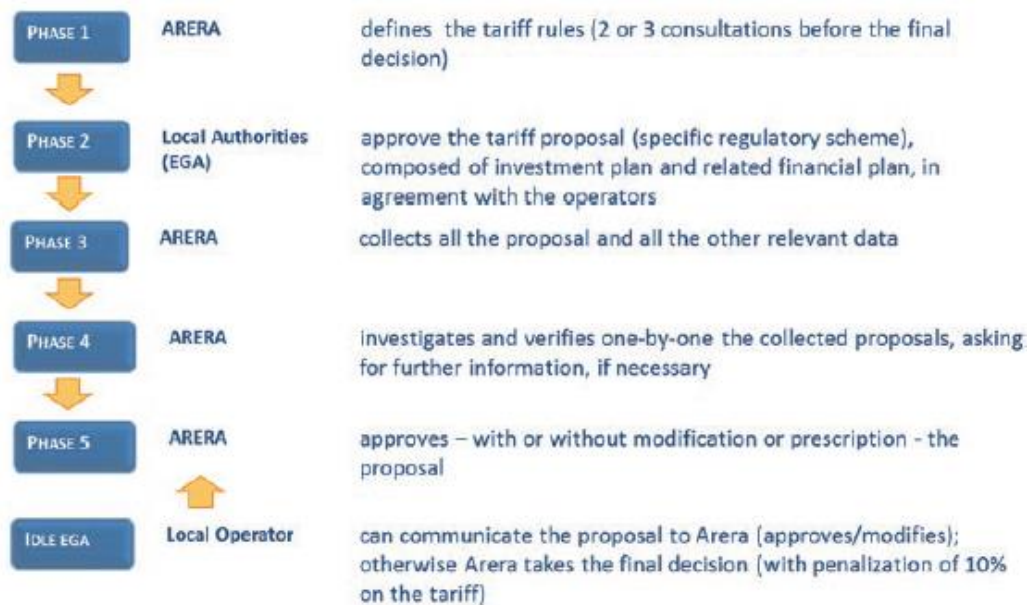 PHASE 1 ARERA defines the tariff rules (2 or 3 consultations before the final
decision)
PHASE 2 Local Authorities approve the tariff proposal (specific regulatory scheme),
(EGA) composed of investment plan and related financial plan, in
agreement with the operators
PHASE 3 ARERA collects all the proposal and all the other relevant data
PHASE 4 ARERA investigates and verifies one-by-one the collected proposals, asking
for further information, if necessary
PHASE 5 ARERA approves – with or without modification or prescription - the
proposal
IDLE EGA Local Operator can communicate the proposal to Arera (approves/modifies);
otherwise Arera takes the final decision (with penalization of 10%
on the tariff)